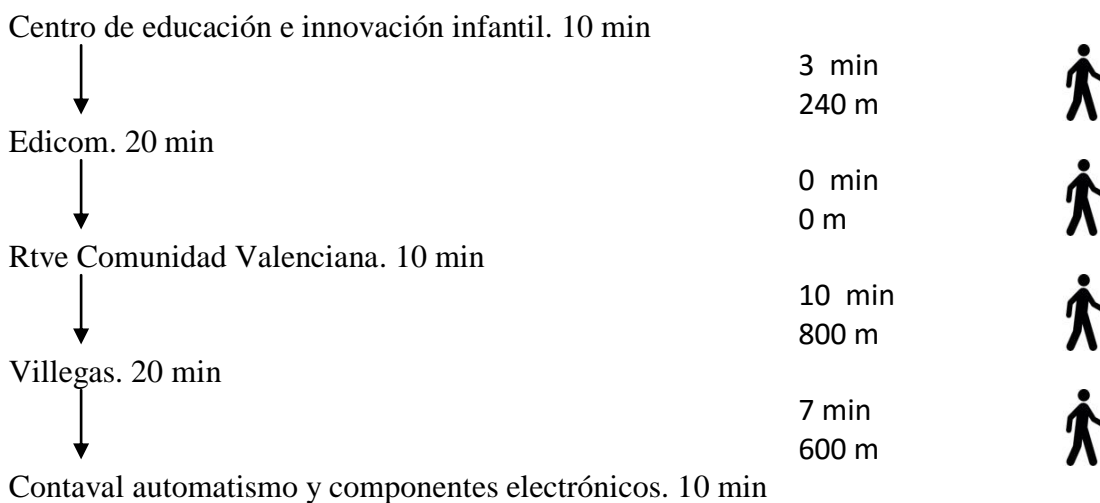 Centro de educación e innovación infantil. 10 min
3 min
240 m
Edicom. 20 min
0 min
0 m
Rtve Comunidad Valenciana. 10 min
10 min
800 m
Villegas. 20 min
7 min
600 m
Contaval automatismo y componentes electrónicos. 10 min